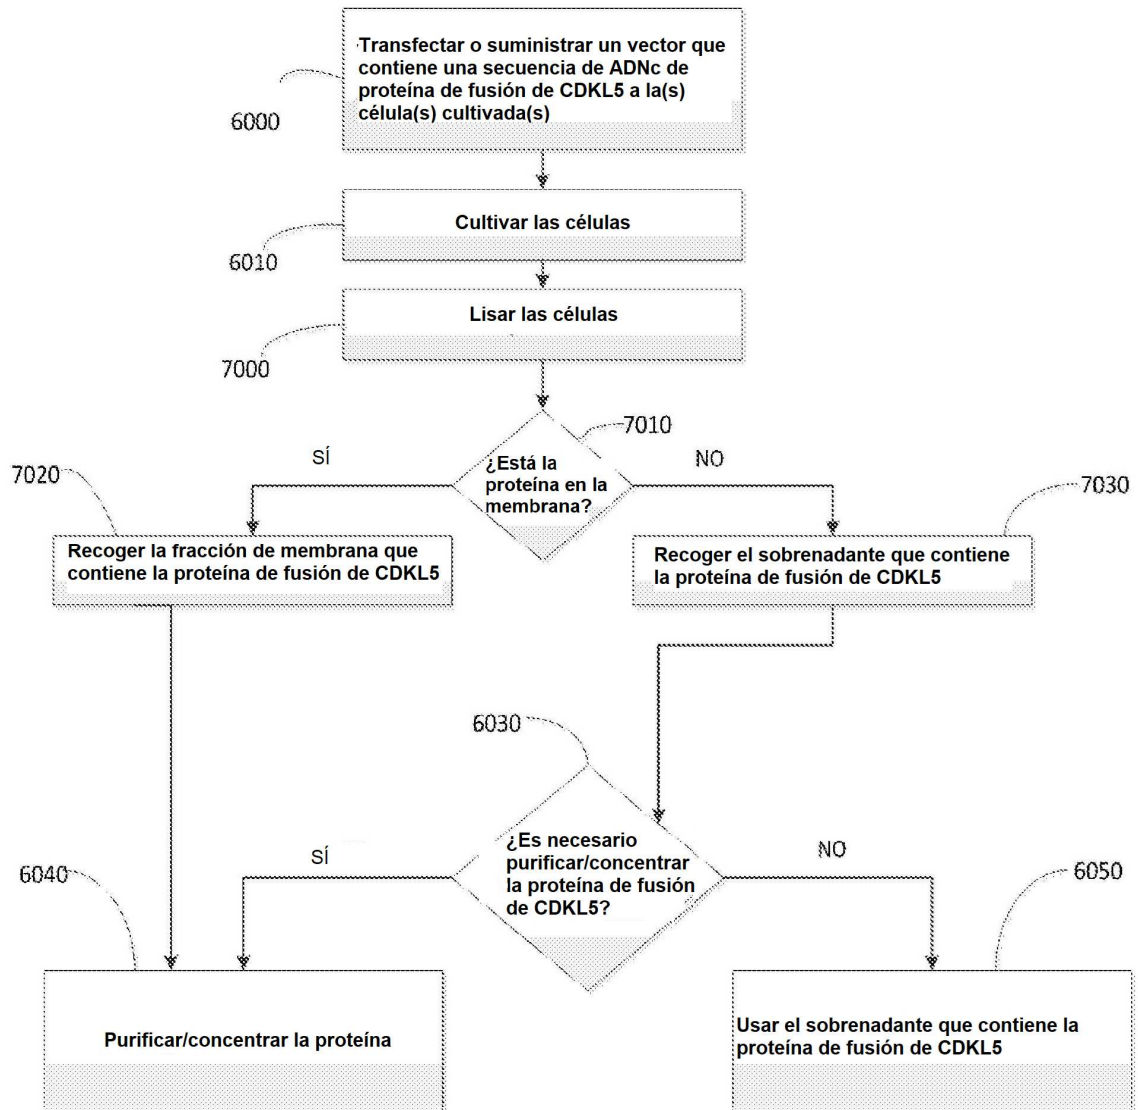 Transfectar o suministrar un vector que
contiene una secuencia de ADNc de
proteína de fusión de CDKL5 a la(s)
célula(s) cultivada(s)
6000
Cultivar las células
6010
Lisar las células
7000
7010
SÍ
NO
¿Está la
proteína en la
membrana?
7020
7030
Recoger la fracción de membrana que
contiene la proteína de fusión de CDKL5
Recoger el sobrenadante que contiene
la proteína de fusión de CDKL5
6030
¿Es necesario
purificar/concentrar
la proteína de fusión
de CDKL5?
SÍ
NO
6040
6050
Purificar/concentrar la proteína
Usar el sobrenadante que contiene la
proteína de fusión de CDKL5